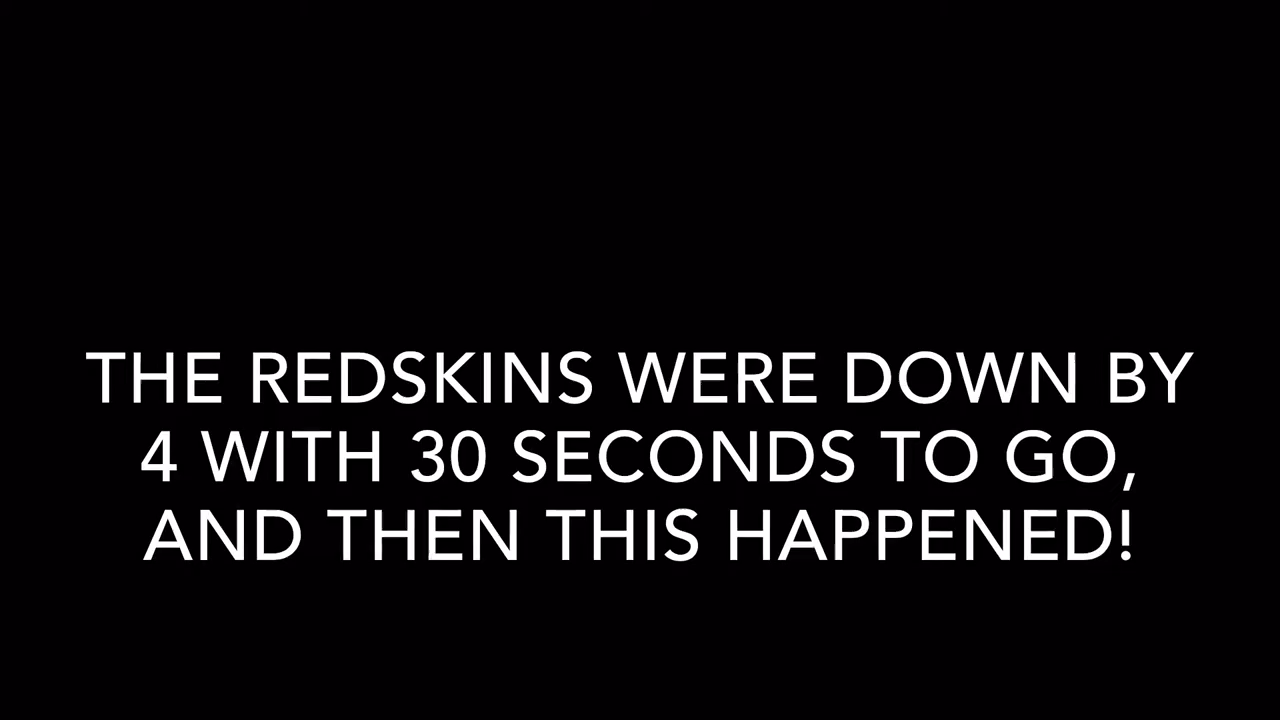 THE REDSKINS WERE DOWN BY
4 WITH 30 SECONDS TO GO,
AND THEN THIS HAPPENED!